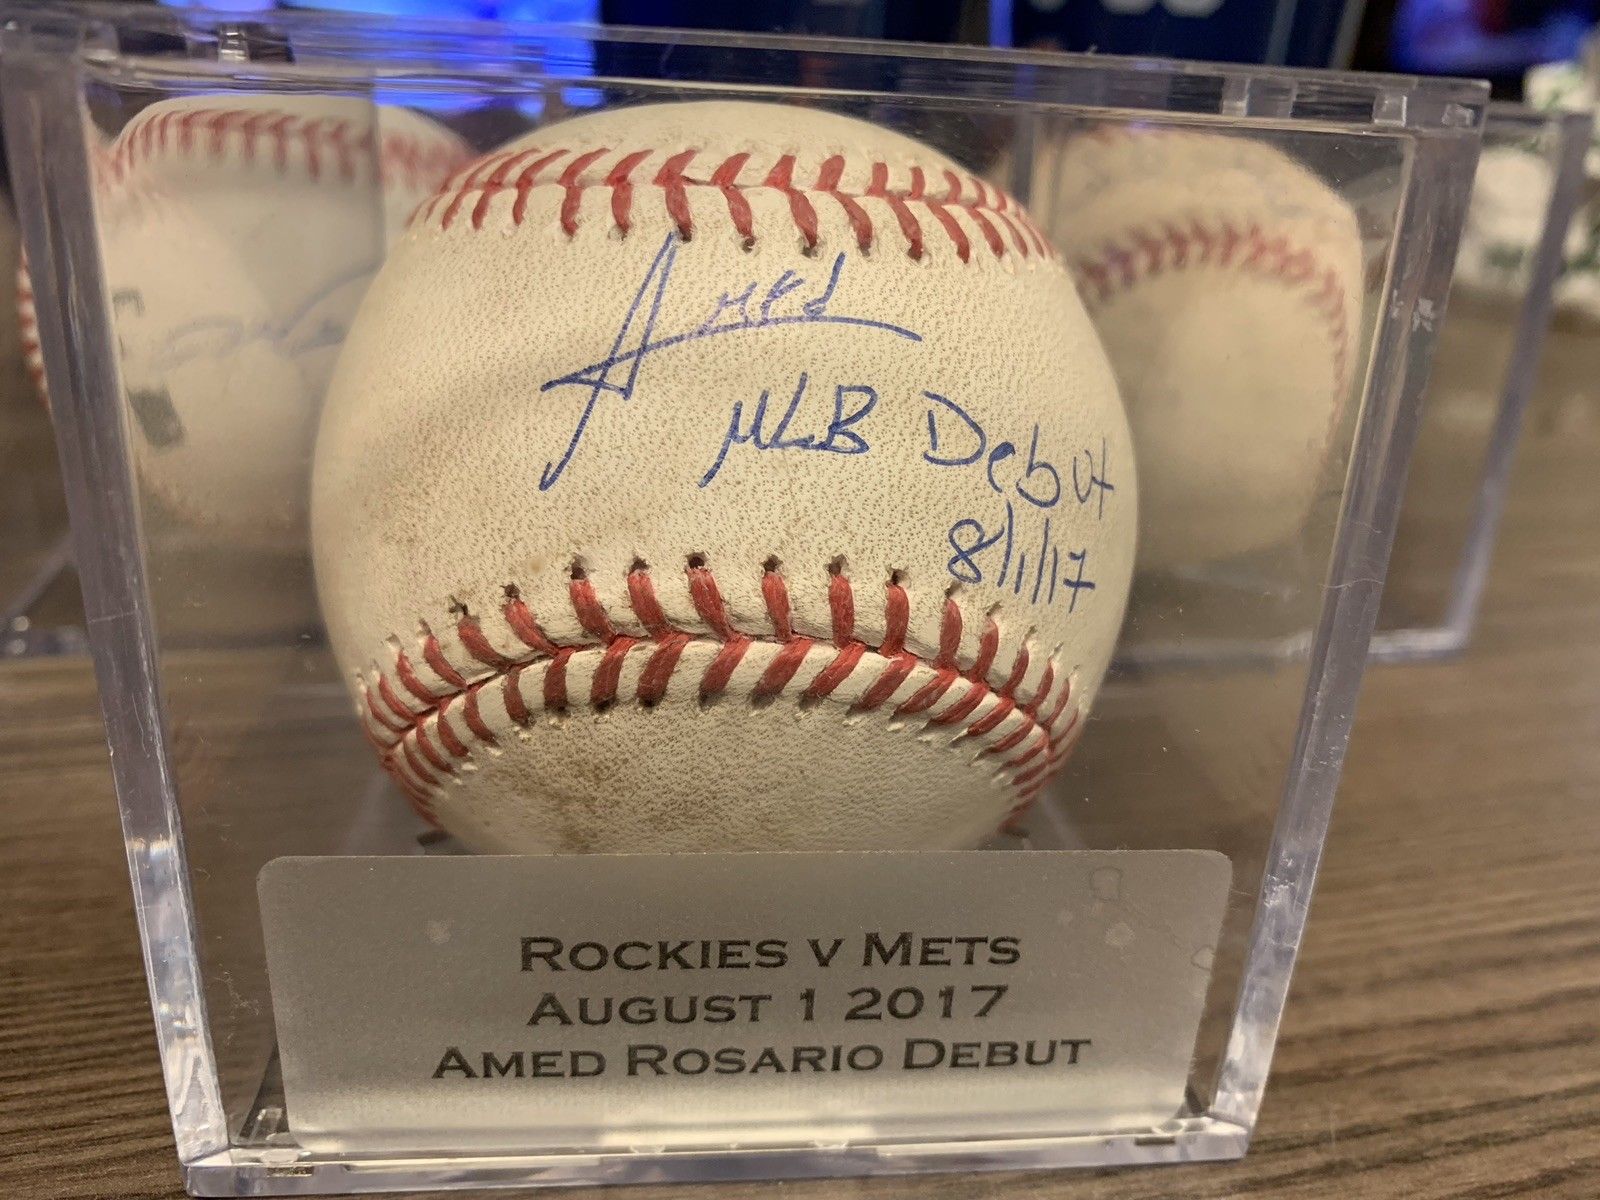 Amed
MLB Debut
8/1/17
ROCKIES V METS
AUGUST 1 2017
AMED ROSARIO DEBUT